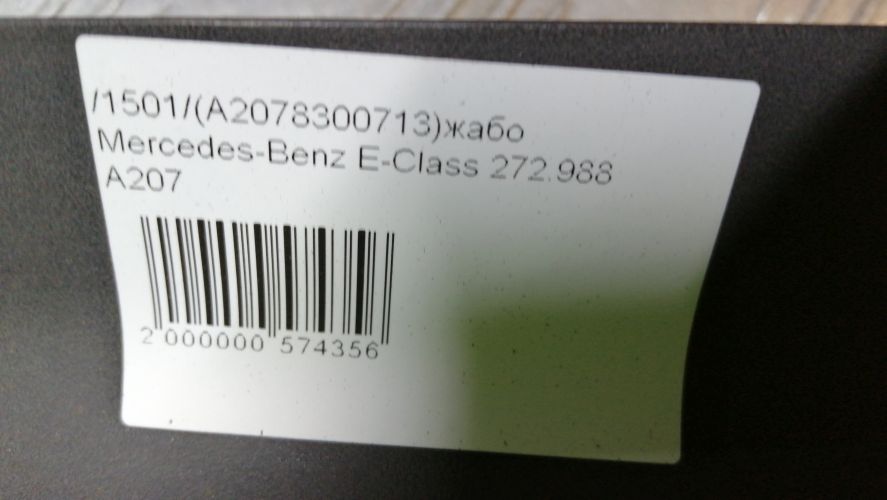 /1501/(A2078300713)жабо
Mercedes-Benz E-Class 272.988
A207
2 000000 574356